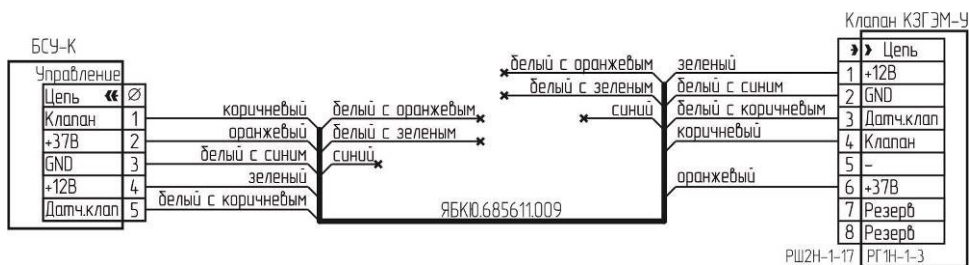 Клапан КЗГЭМ-У
БСУ-К
Управление
Цепь
Клапан 1
+37В 2
GND 3
+12В 4
Датч.клап 5
коричневый
оранжевый
белый с синим
зеленый
белый с коричневым
белый с оранжевым
белый с зеленым
синий
ЯБКЮ.685611.009
белый с оранжевым
белый с зеленым
синий
зеленый
белый с синим
белый с коричневым
коричневый
оранжевый
Цепь
1 +12В
2 GND
3 Датч.клап
4 Клапан
5 -
6 +37В
7 Резерв
8 Резерв
РШ2Н-1-17 РГ1Н-1-3